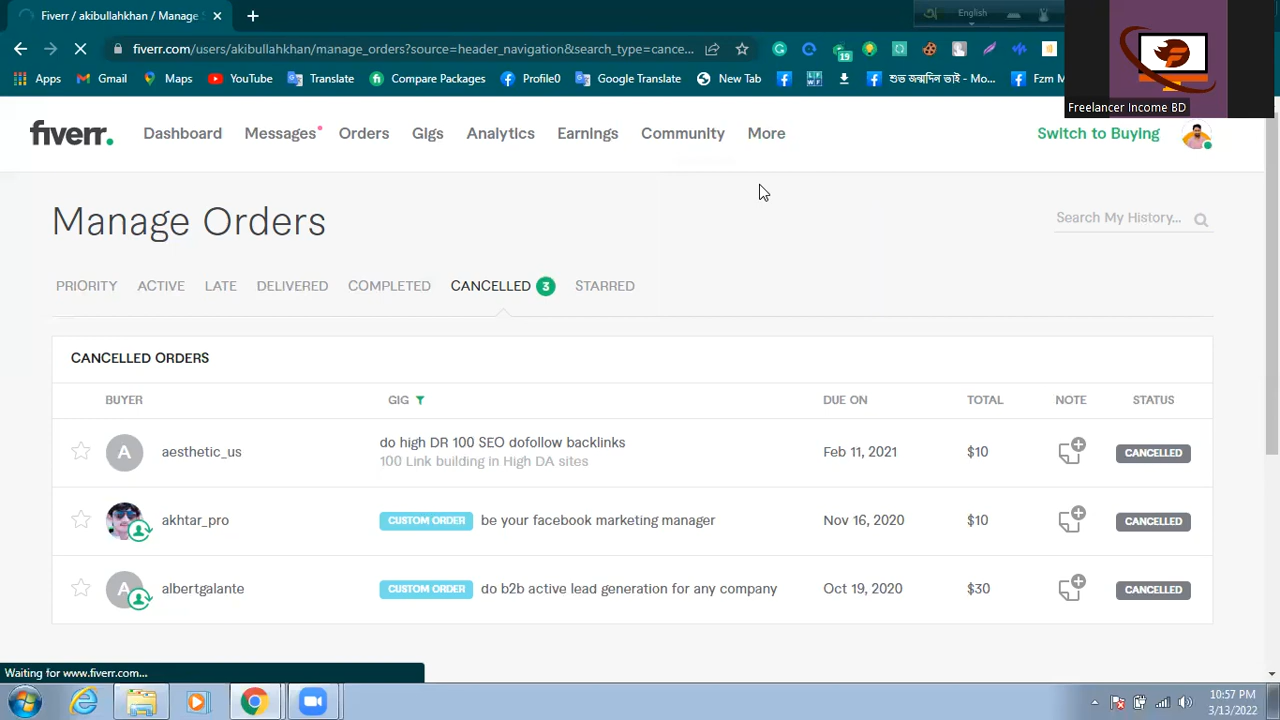 Fiverr / akibullahkhan / Manage
English
fiverr.com/users/akibullahkhan/manage_orders?source=header_navigation&search_type=cance...
19
Apps Gmail Maps YouTube Translate Compare Packages Profile0 Google Translate New Tab শুভ জন্মদিন ভাই - Mo... Fzm M
Freelancer Income BD
fiverr. Dashboard Messages Orders Gigs Analytics Earnings Community More Switch to Buying
Manage Orders
Search My History...
PRIORITY ACTIVE LATE DELIVERED COMPLETED CANCELLED 3 STARRED
CANCELLED ORDERS
BUYER GIG DUE ON TOTAL NOTE STATUS
A aesthetic_us do high DR 100 SEO dofollow backlinks Feb 11, 2021 $10 CANCELLED
100 Link building in High DA sites
akhtar_pro CUSTOM ORDER be your facebook marketing manager Nov 16, 2020 $10 CANCELLED
A albertgalante CUSTOM ORDER do b2b active lead generation for any company Oct 19, 2020 $30 CANCELLED
Waiting for www.fiverr.com...
10:57 PM
3/13/2022